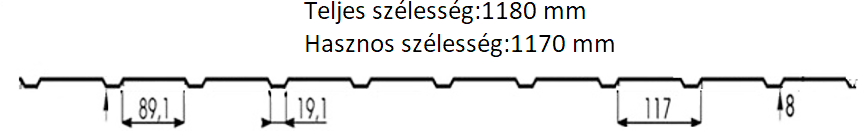 Teljes szélesség:1180 mm
Hasznos szélesség:1170 mm
89,1 19,1 117 8